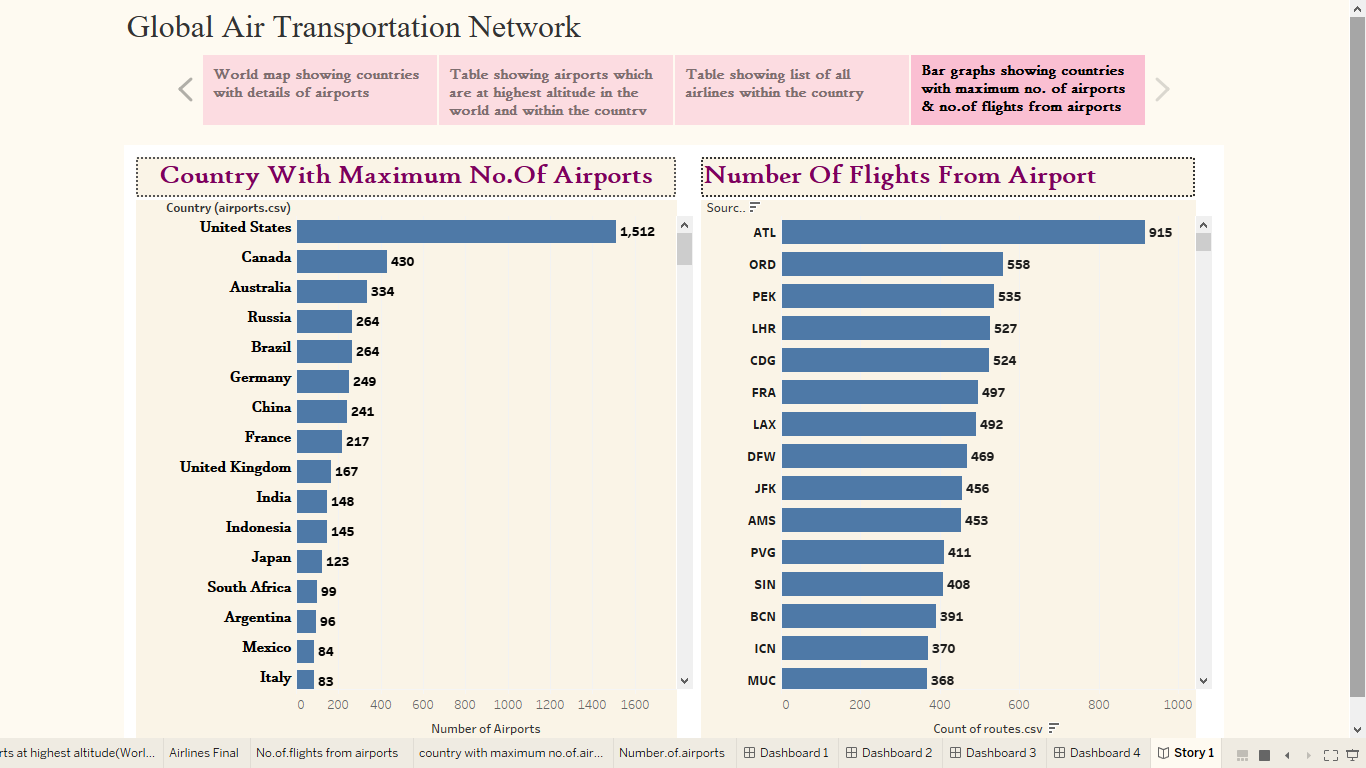 Global Air Transportation Network
World map showing countries
with details of airports
Table showing airports which
are at highest altitude in the
world and within the country
Table showing list of all
airlines within the country
Bar graphs showing countries
with maximum no. of airports
& no.of flights from airports
Country With Maximum No.Of Airports
Country (airports.csv)
United States 1,512
Canada 430
Australia 334
Russia 264
Brazil 264
Germany 249
China 241
France 217
United Kingdom 167
India 148
Indonesia 145
Japan 123
South Africa 99
Argentina 96
Mexico 84
Italy 83
0 200 400 600 800 1000 1200 1400 1600
Number of Airports
Number Of Flights From Airport
Sourc..
ATL 915
ORD 558
PEK 535
LHR 527
CDG 524
FRA 497
LAX 492
DFW 469
JFK 456
AMS 453
PVG 411
SIN 408
BCN 391
ICN 370
MUC 368
0 200 400 600 800 1000
Count of routes.csv
rts at highest altitude(Worl... Airlines Final No.of.flights from airports country with maximum no.of.air... Number.of.airports Dashboard 1 Dashboard 2 Dashboard 3 Dashboard 4 Story 1